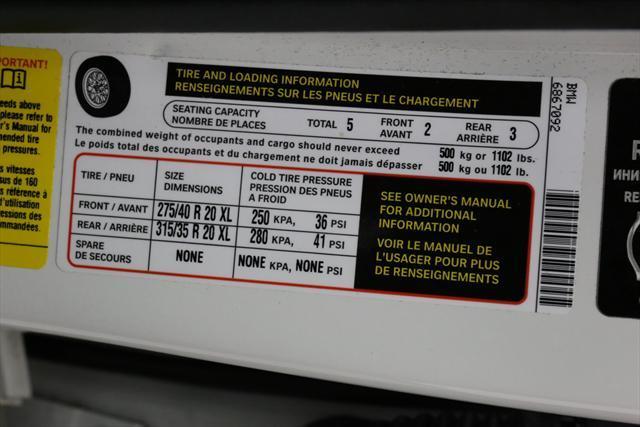 PORTANT!
eeds above
please refer to
r's Manual for
mended tire
pressures.
s vitesses
sus de 160
référence à
d'utilisation
essions des
mmandées.
TIRE AND LOADING INFORMATION
RENSEIGNEMENTS SUR LES PNEUS ET LE CHARGEMENT
SEATING CAPACITY
NOMBRE DE PLACES
TOTAL 5
FRONT
AVANT 2
REAR
ARRIÈRE 3
The combined weight of occupants and cargo should never exceed 500 kg or 1102 lbs.
Le poids total des occupants et du chargement ne doit jamais dépasser 500 kg ou 1102 lb.
TIRE / PNEU
SIZE
DIMENSIONS
COLD TIRE PRESSURE
PRESSION DES PNEUS
A FROID
FRONT / AVANT 275/40 R 20 XL 250 KPA, 36 PSI
REAR / ARRIÈRE 315/35 R 20 XL 280 KPA, 41 PSI
SPARE
DE SECOURS
NONE NONE KPA, NONE PSI
SEE OWNER'S MANUAL
FOR ADDITIONAL
INFORMATION
VOIR LE MANUEL DE
L'USAGER POUR PLUS
DE RENSEIGNEMENTS
BMW
6867092